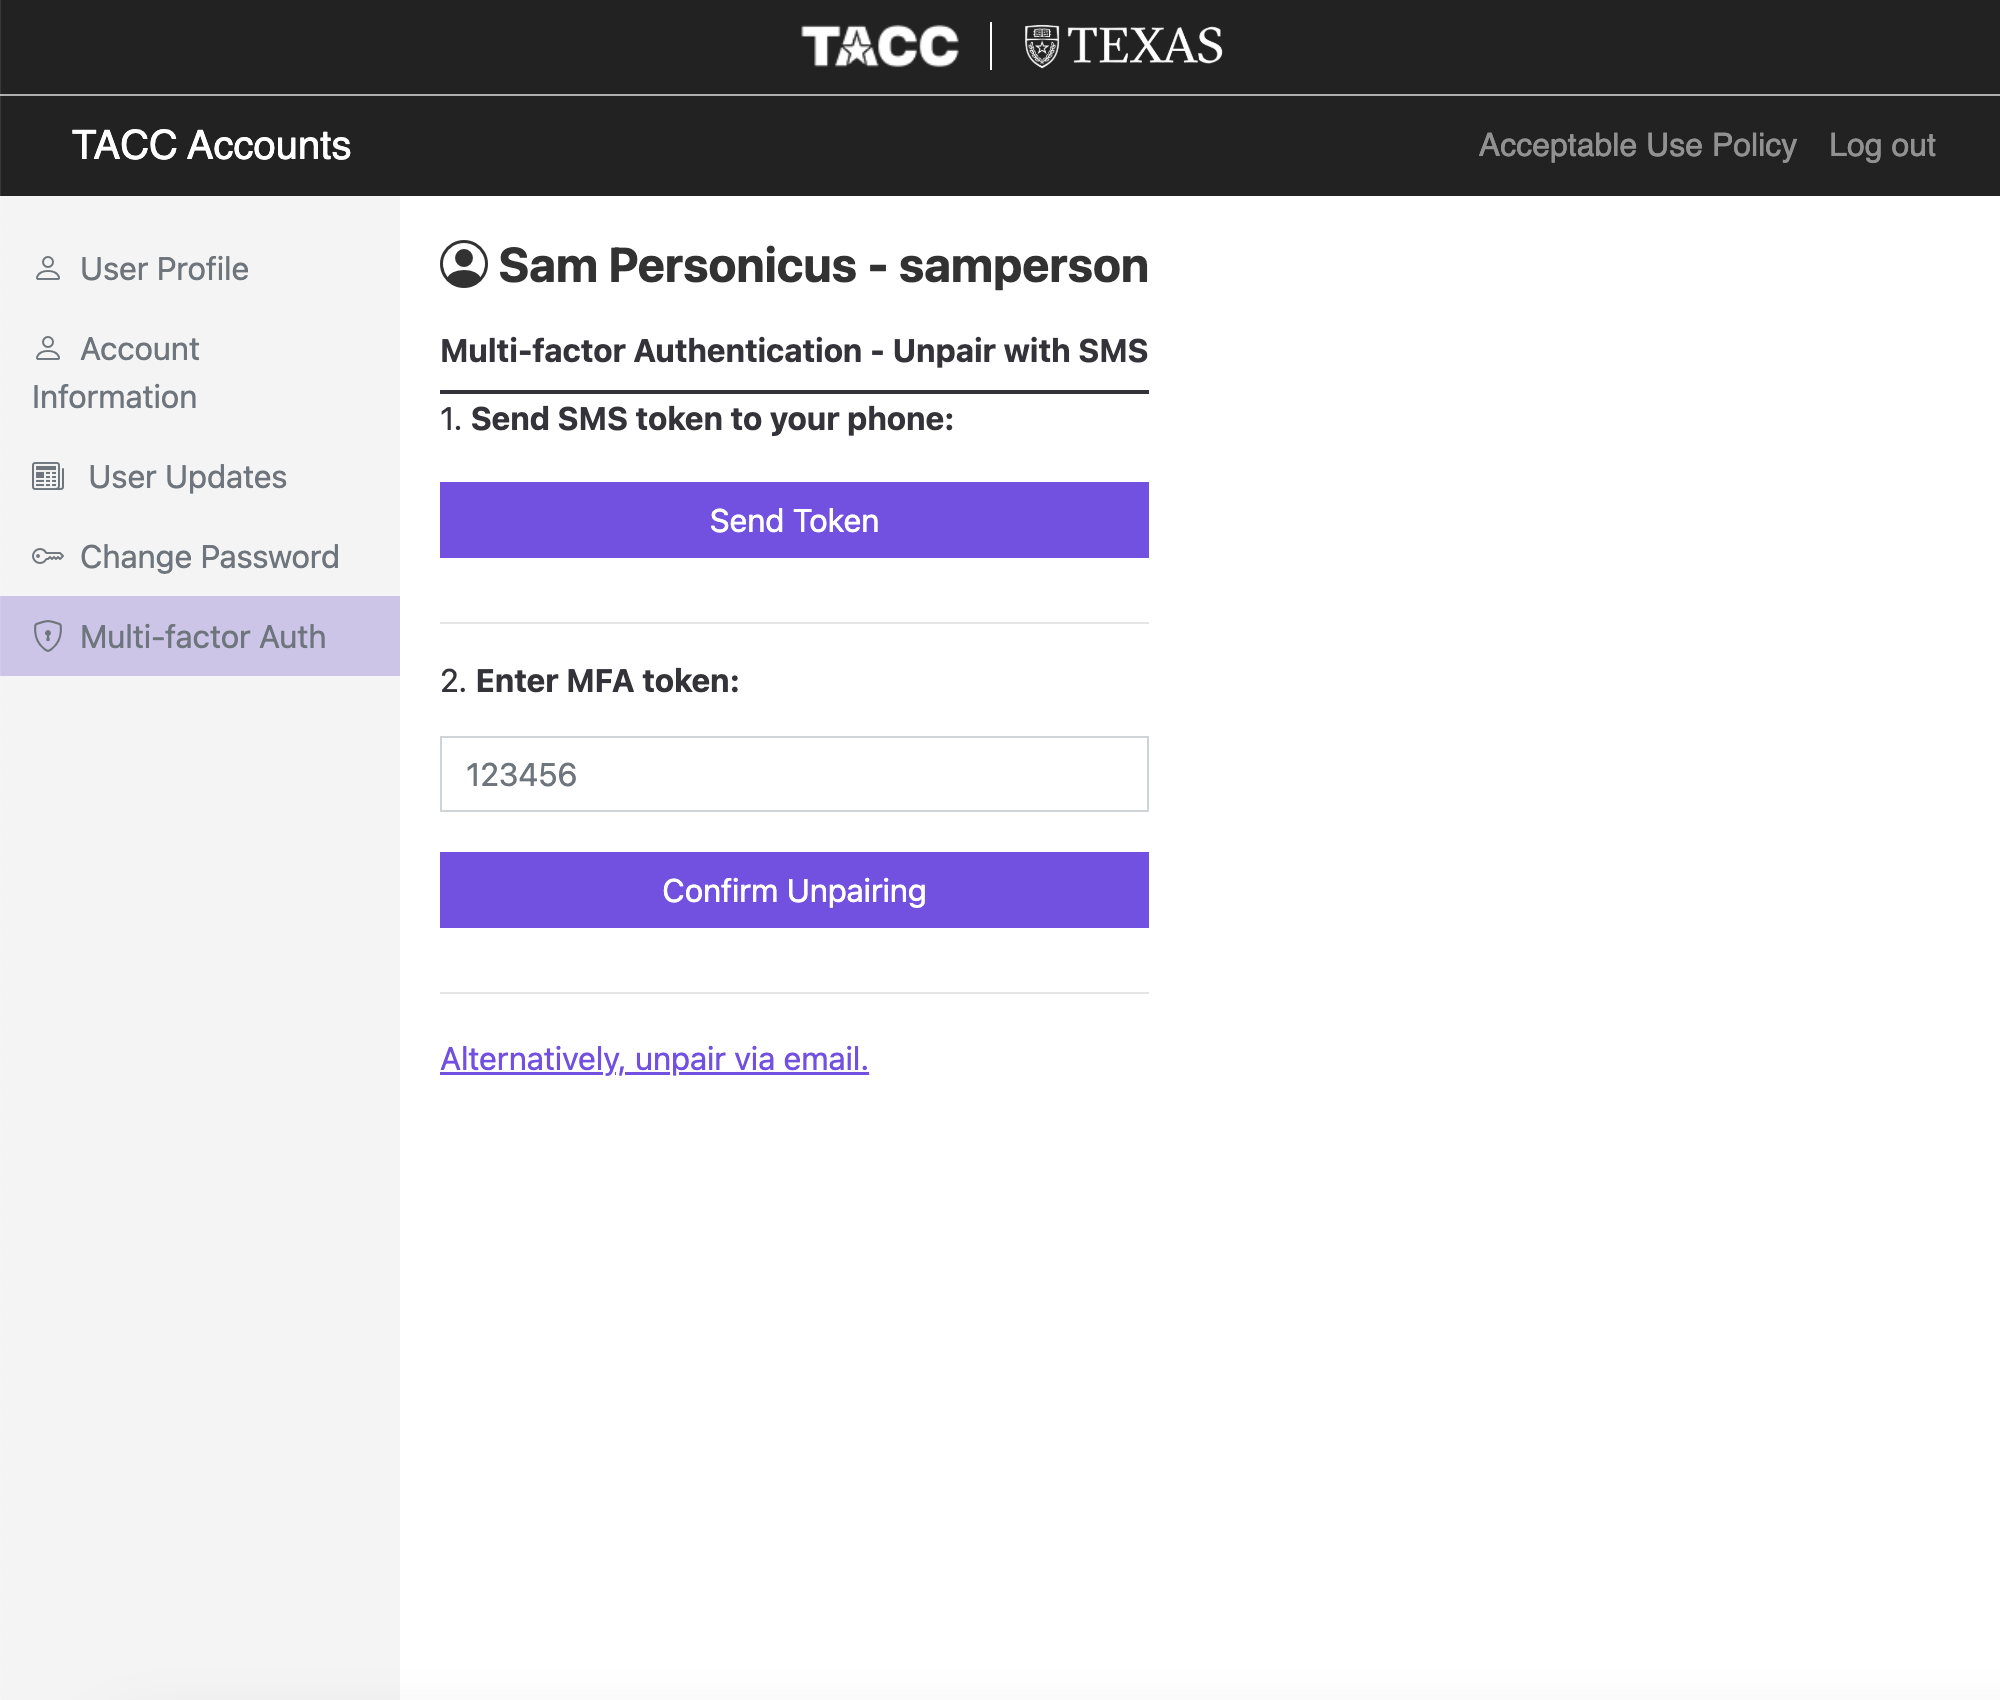 TACC | TEXAS
TACC Accounts
Acceptable Use Policy
Log out
User Profile
Account
Information
User Updates
Change Password
Multi-factor Auth
Sam Personicus - samperson
Multi-factor Authentication - Unpair with SMS
1. Send SMS token to your phone:
Send Token
2. Enter MFA token:
123456
Confirm Unpairing
Alternatively, unpair via email.